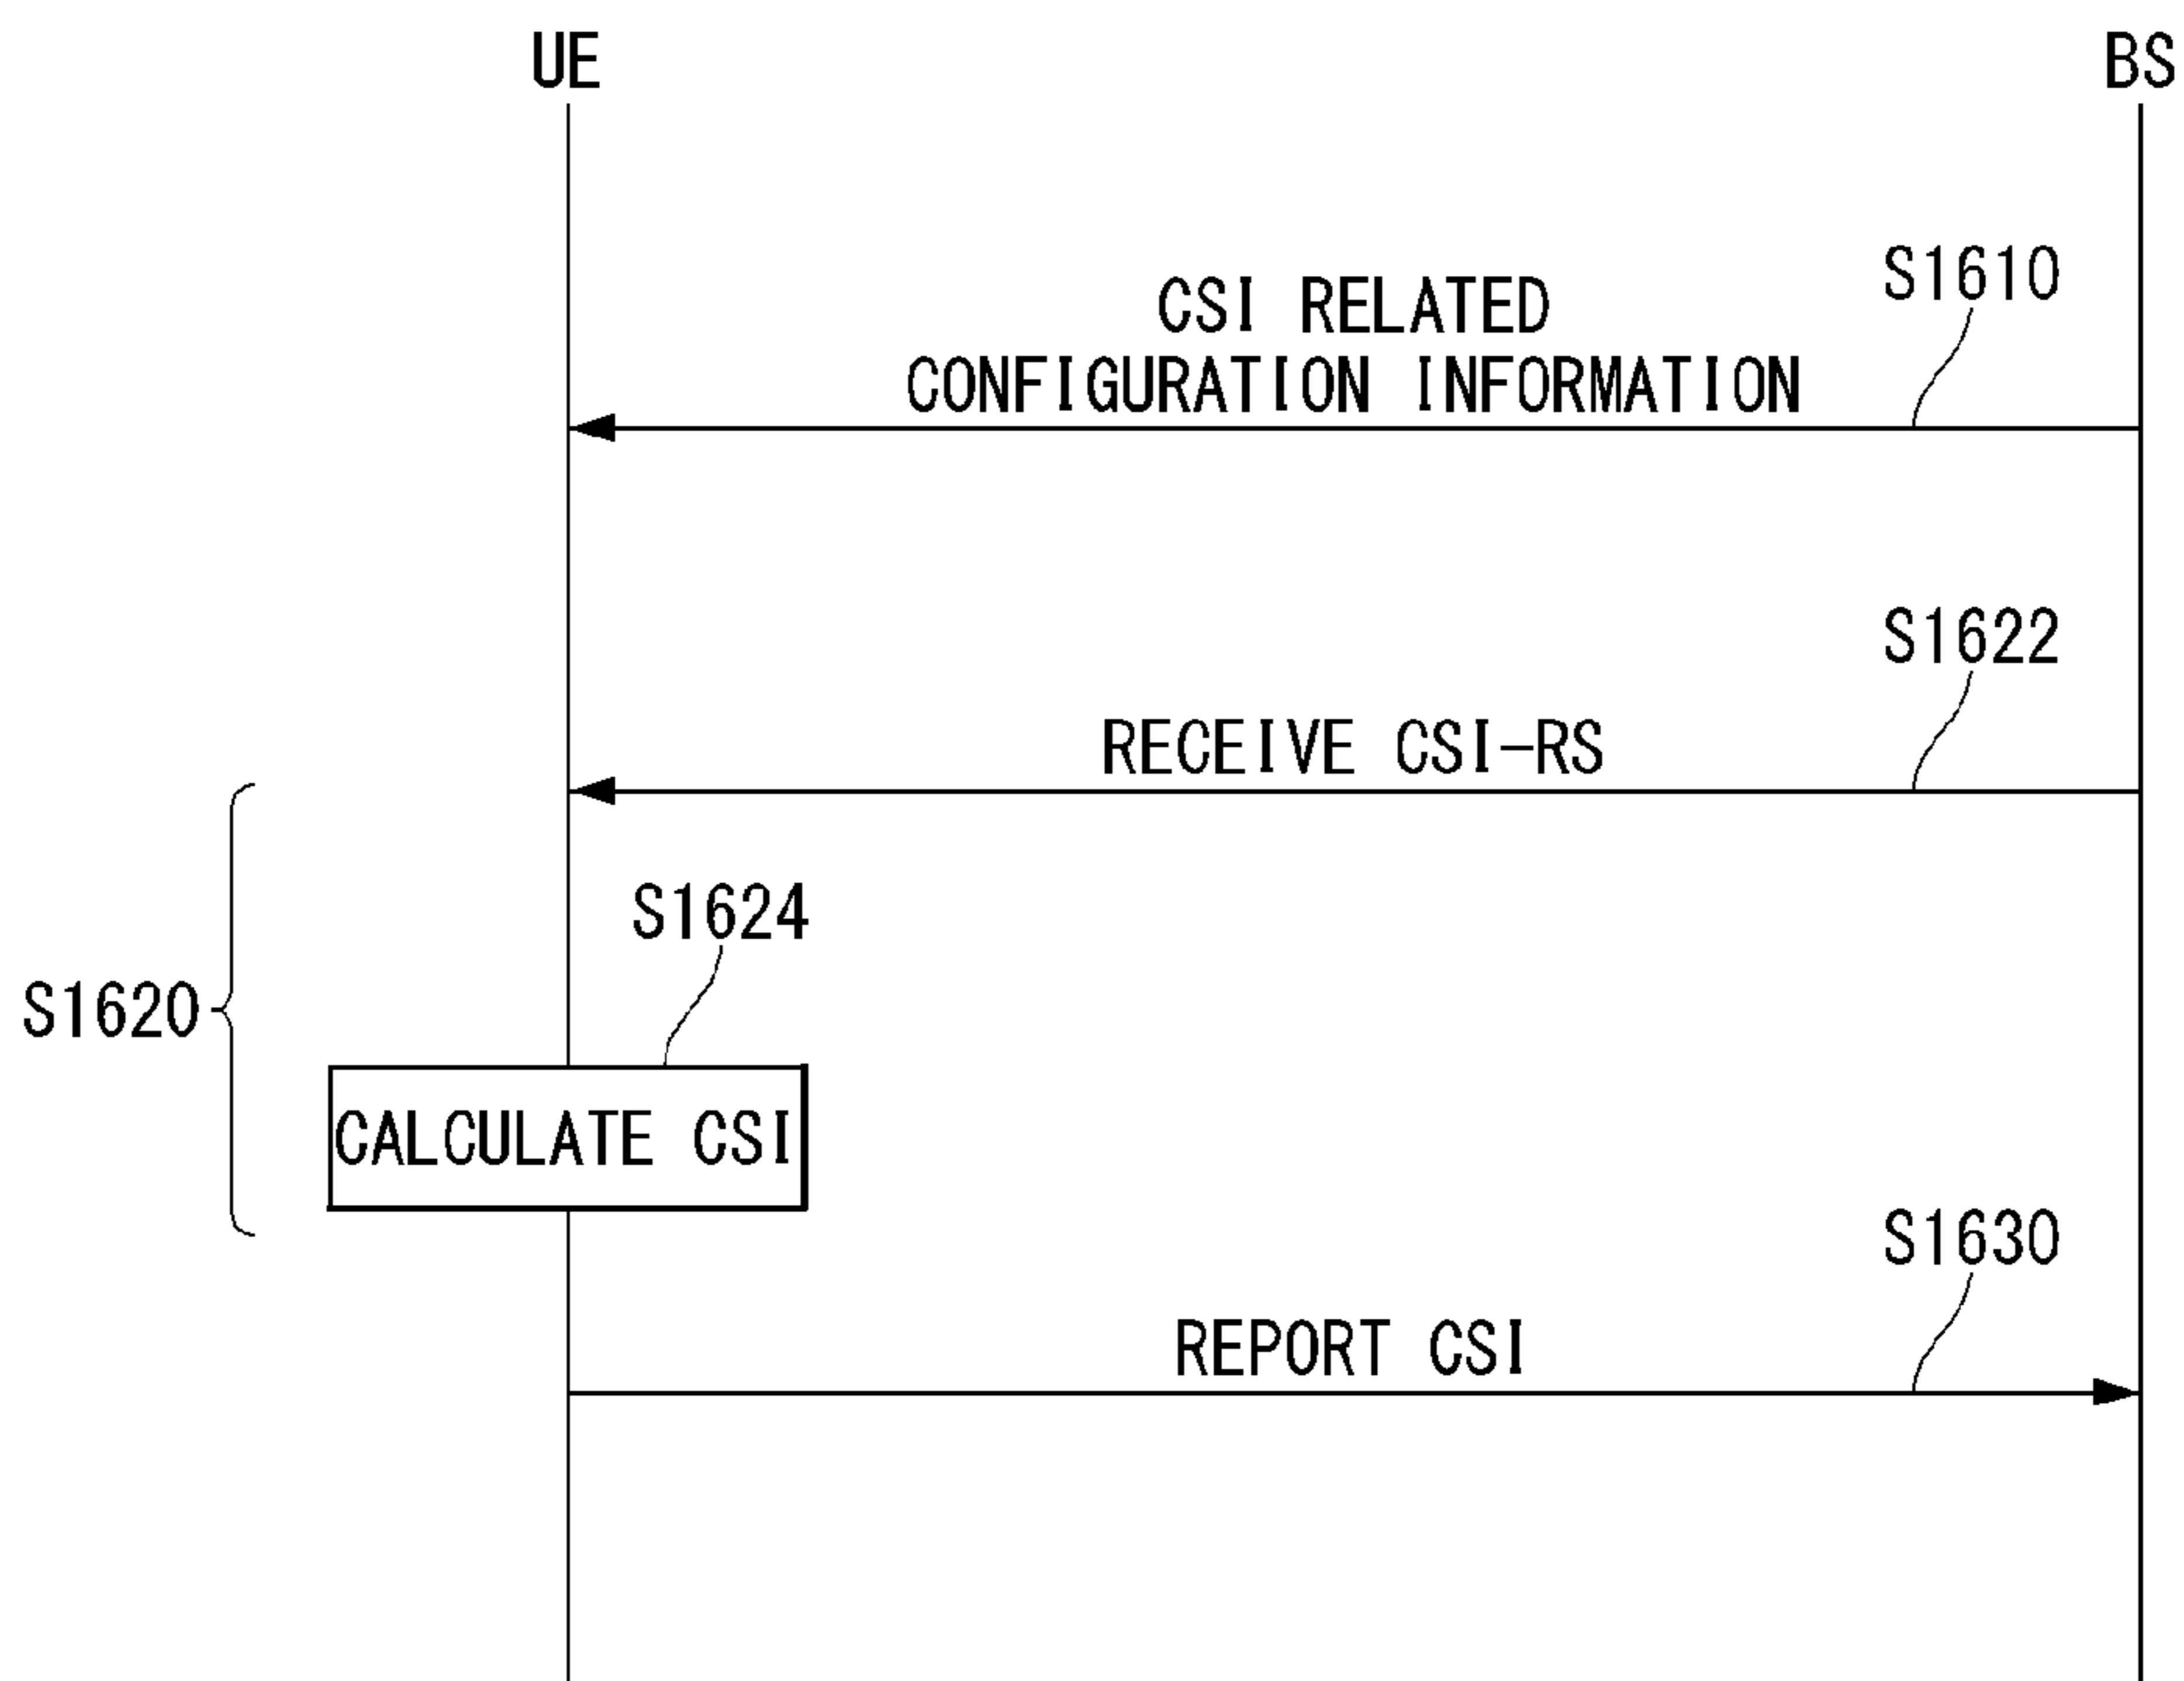 UE
BS
S1610
CSI RELATED
CONFIGURATION INFORMATION
S1622
RECEIVE CSI-RS
S1624
S1620
CALCULATE CSI
S1630
REPORT CSI